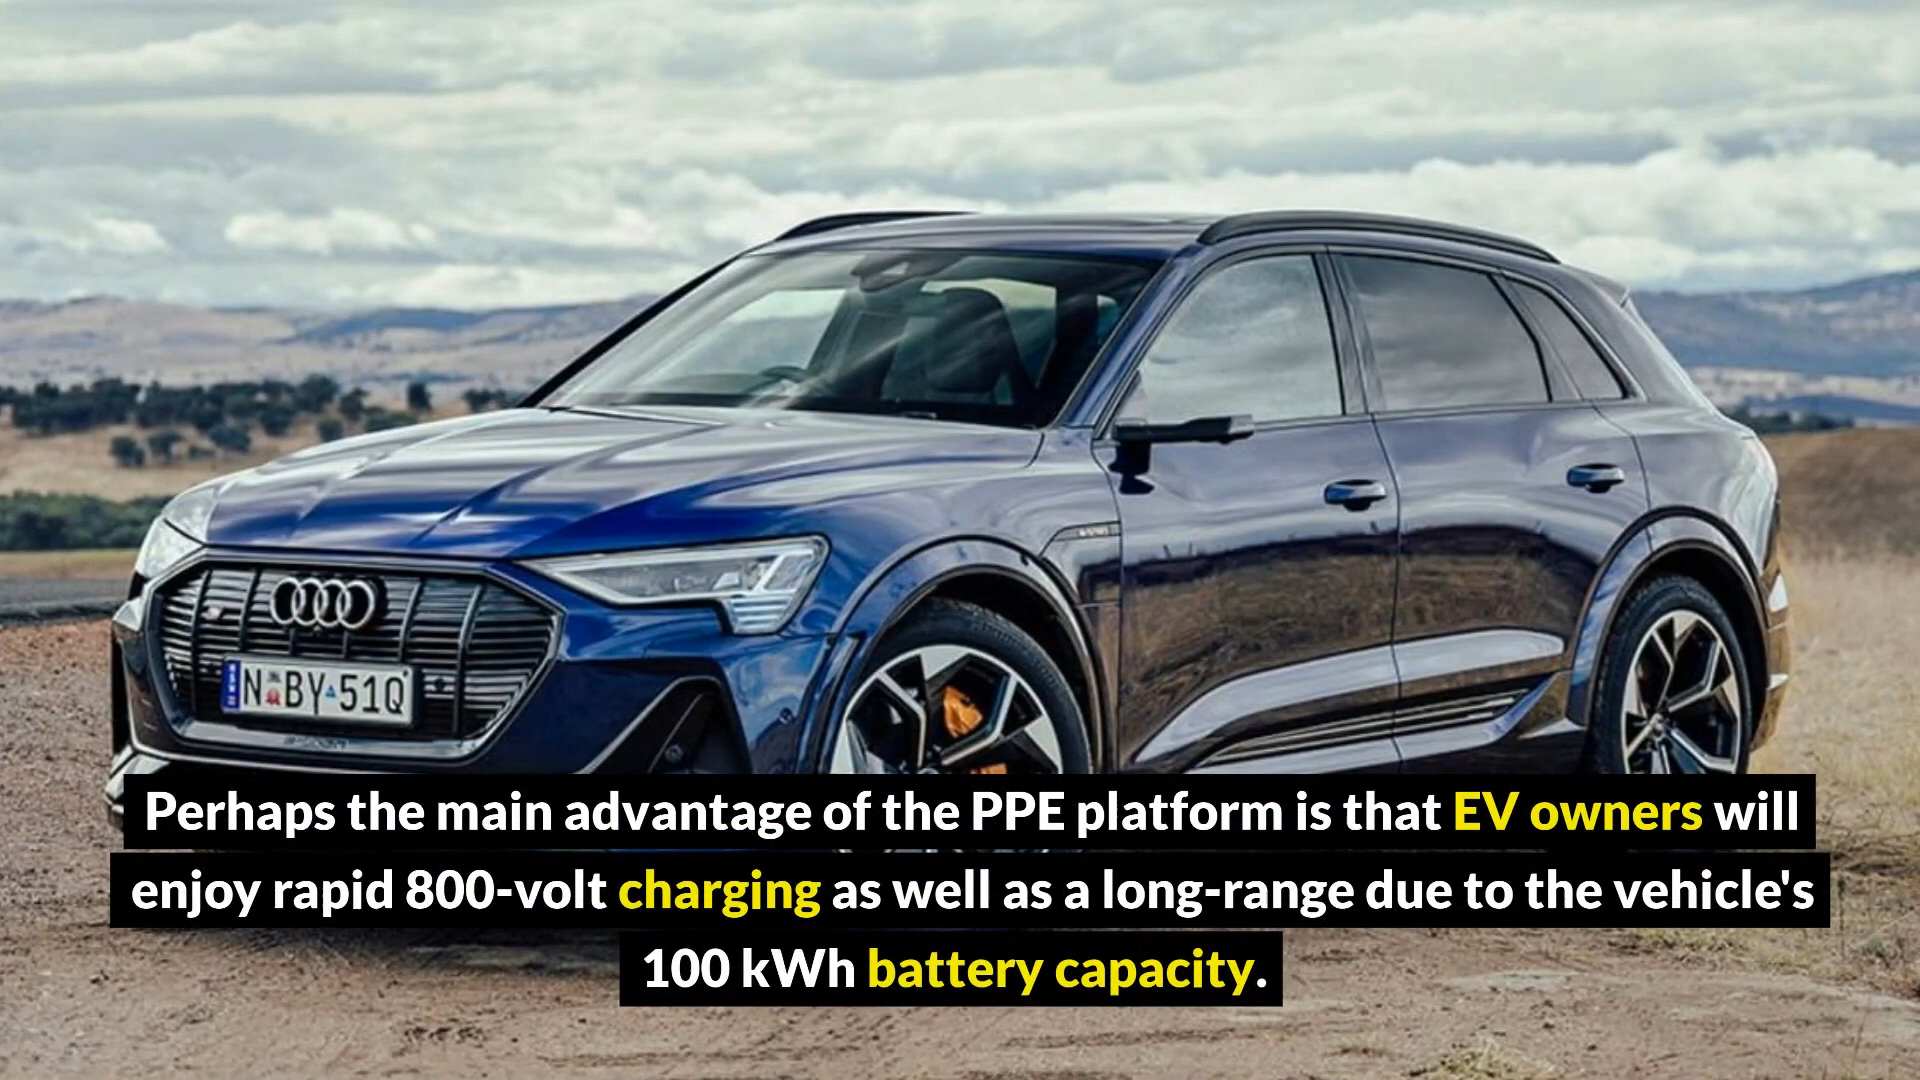 N BY 51Q
Perhaps the main advantage of the PPE platform is that EV owners will
enjoy rapid 800-volt charging as well as a long-range due to the vehicle's
100 kWh battery capacity.